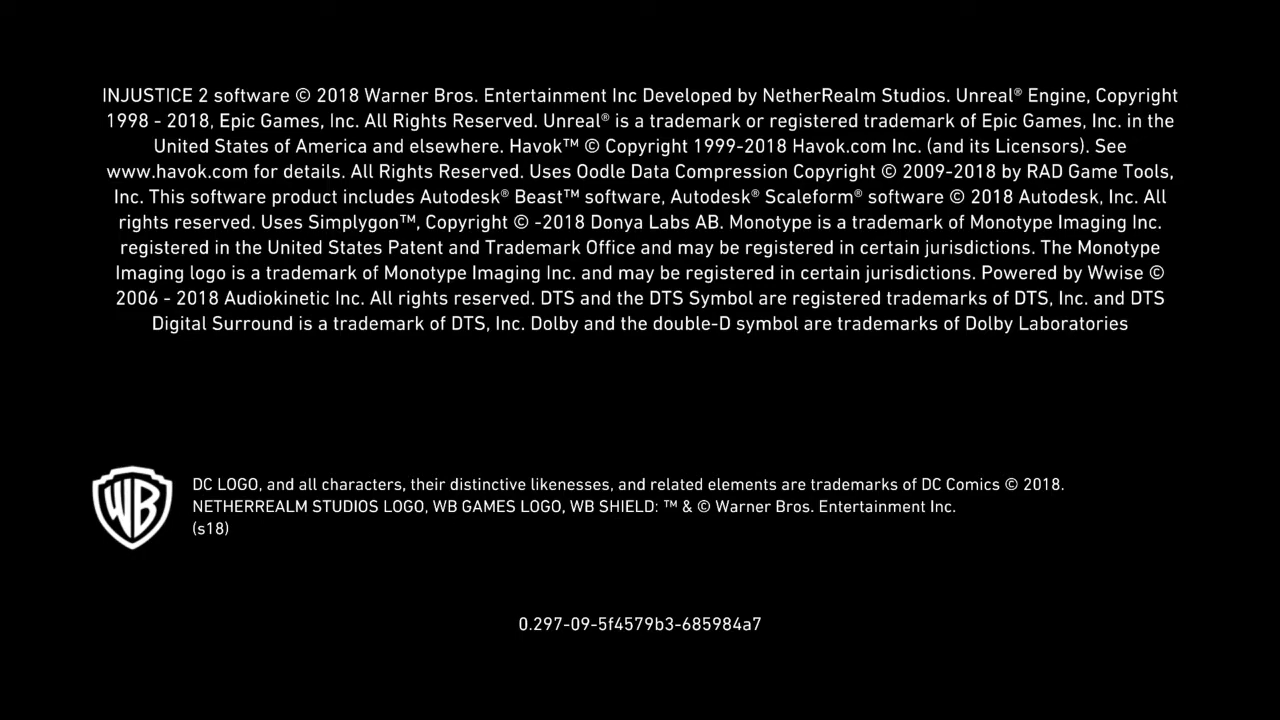 INJUSTICE 2 software © 2018 Warner Bros. Entertainment Inc Developed by NetherRealm Studios. Unreal® Engine, Copyright
1998 - 2018, Epic Games, Inc. All Rights Reserved. Unreal® is a trademark or registered trademark of Epic Games, Inc. in the
United States of America and elsewhere. Havok™ © Copyright 1999-2018 Havok.com Inc. (and its Licensors). See
www.havok.com for details. All Rights Reserved. Uses Oodle Data Compression Copyright © 2009-2018 by RAD Game Tools,
Inc. This software product includes Autodesk® Beast™ software, Autodesk® Scaleform® software © 2018 Autodesk, Inc. All
rights reserved. Uses Simplygon™, Copyright © -2018 Donya Labs AB. Monotype is a trademark of Monotype Imaging Inc.
registered in the United States Patent and Trademark Office and may be registered in certain jurisdictions. The Monotype
Imaging logo is a trademark of Monotype Imaging Inc. and may be registered in certain jurisdictions. Powered by Wwise ©
2006 - 2018 Audiokinetic Inc. All rights reserved. DTS and the DTS Symbol are registered trademarks of DTS, Inc. and DTS
Digital Surround is a trademark of DTS, Inc. Dolby and the double-D symbol are trademarks of Dolby Laboratories
WB
DC LOGO, and all characters, their distinctive likenesses, and related elements are trademarks of DC Comics © 2018.
NETHERREALM STUDIOS LOGO, WB GAMES LOGO, WB SHIELD: ™ & © Warner Bros. Entertainment Inc.
(s18)
0.297-09-5f4579b3-685984a7